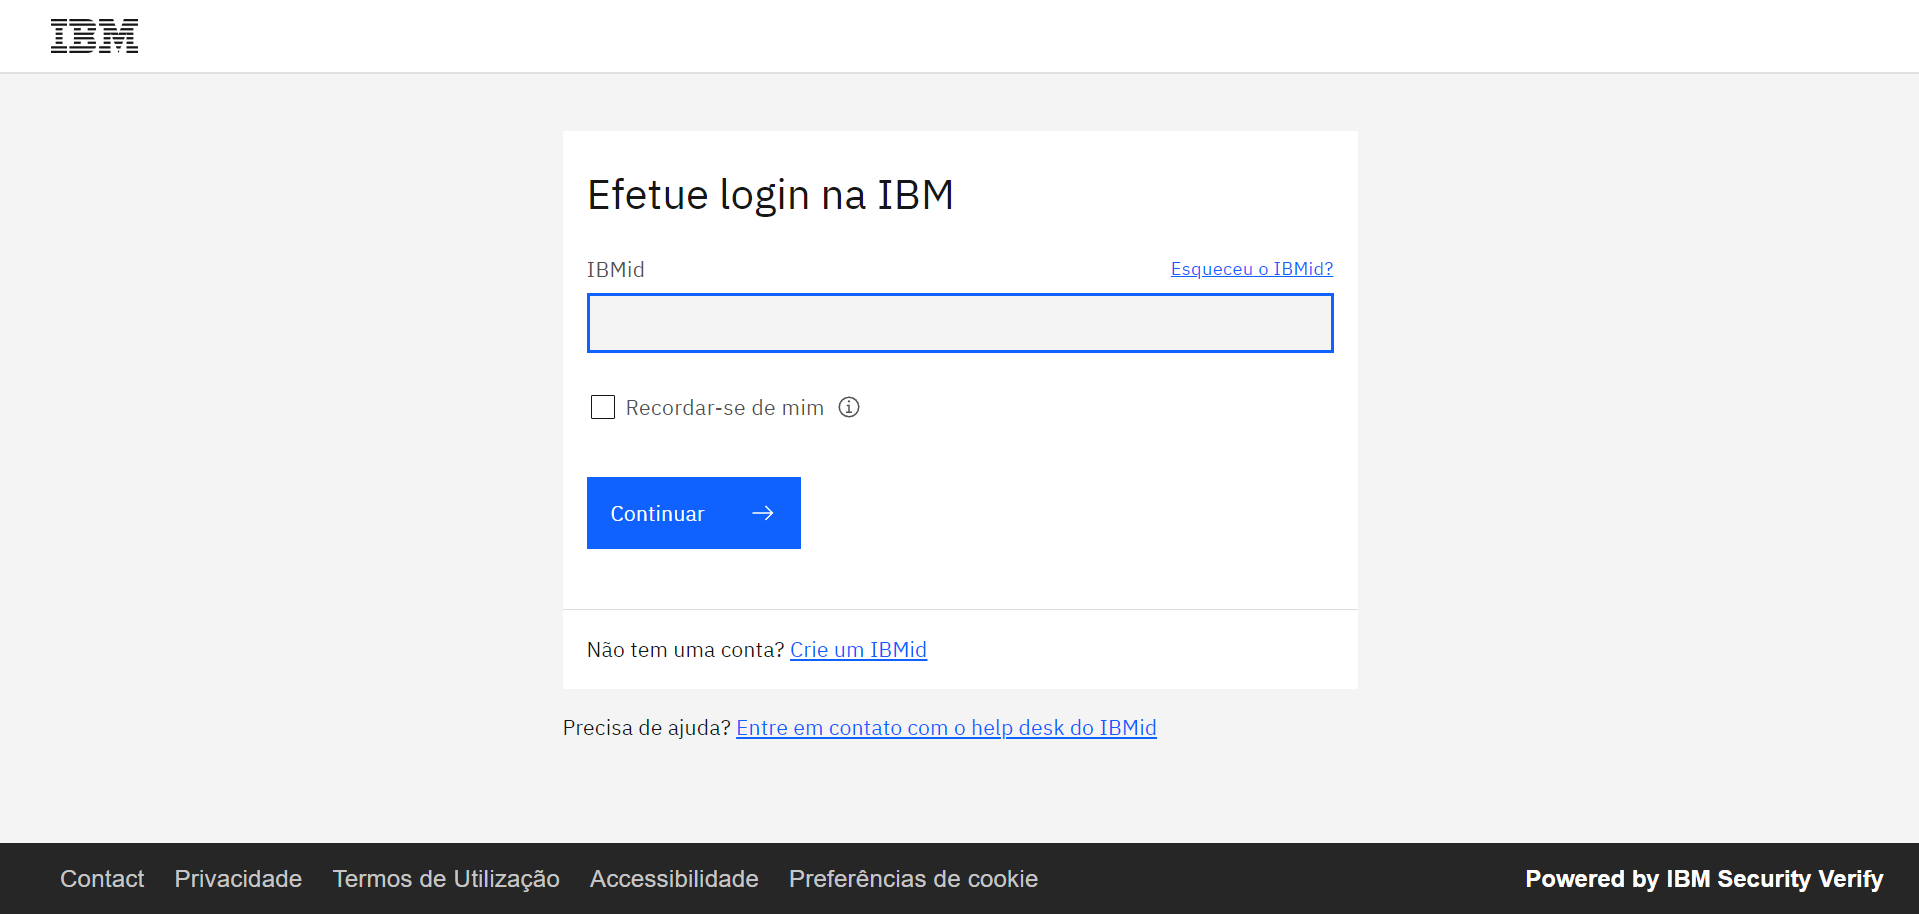 IBM
Efetue login na IBM
IBMid
Esqueceu o IBMid?
Recordar-se de mim
Continuar
Não tem uma conta? Crie um IBMid
Precisa de ajuda? Entre em contato com o help desk do IBMid
Contact Privacidade Termos de Utilização Accessibilidade Preferências de cookie Powered by IBM Security Verify